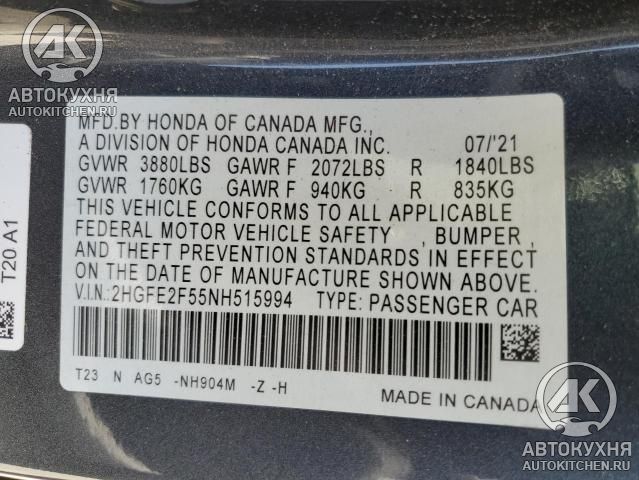 АК
АВТОКУХНЯ
AUTOKITCHEN.RU
MFD.BY HONDA OF CANADA MFG.,
A DIVISION OF HONDA CANADA INC. 07/'21
GVWR 3880LBS GAWR F 2072LBS R 1840LBS
GVWR 1760KG GAWR F 940KG R 835KG
THIS VEHICLE CONFORMS TO ALL APPLICABLE
FEDERAL MOTOR VEHICLE SAFETY , BUMPER ,
AND THEFT PREVENTION STANDARDS IN EFFECT
ON THE DATE OF MANUFACTURE SHOWN ABOVE.
V.I.N.:2HGFE2F55NH515994 TYPE: PASSENGER CAR
T20 A1
T23 N AG5 -NH904M -Z -H
MADE IN CANADA
АК
АВТОКУХНЯ
AUTOKITCHEN.RU